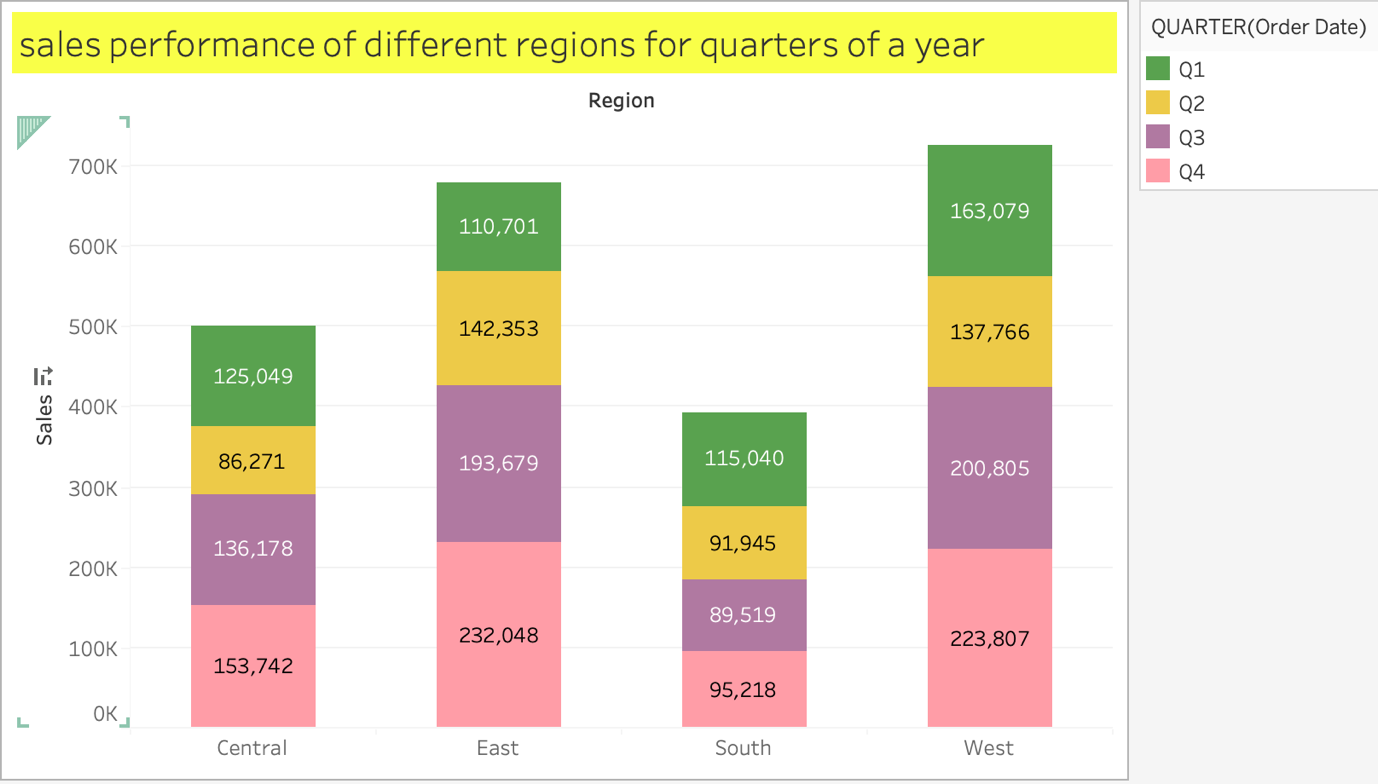 sales performance of different regions for quarters of a year
QUARTER(Order Date)
Q1
Q2
Q3
Q4
Region
Sales
700K
600K
500K
400K
300K
200K
100K
0K
125,049
86,271
136,178
153,742
110,701
142,353
193,679
232,048
115,040
91,945
89,519
95,218
163,079
137,766
200,805
223,807
Central East South West